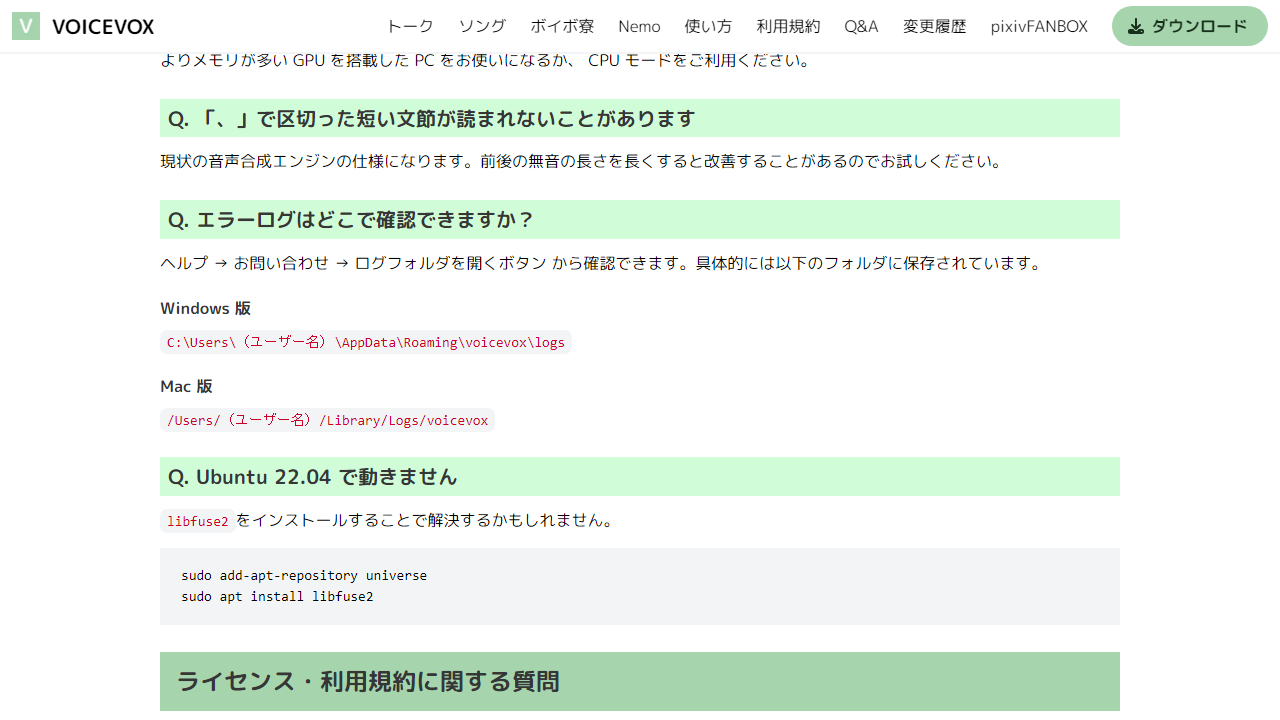 V VOICEVOX トーク ソング ボイボ寮 Nemo 使い方 利用規約 Q&A 変更履歴 pixivFANBOX ダウンロード
よりメモリが多い GPU を搭載した PC をお使いになるか、 CPU モードをご利用ください。
Q. 「、」で区切った短い文節が読まれないことがあります
現状の音声合成エンジンの仕様になります。前後の無音の長さを長くすると改善することがあるのでお試しください。
Q. エラーログはどこで確認できますか？
ヘルプ → お問い合わせ → ログフォルダを開くボタン から確認できます。具体的には以下のフォルダに保存されています。
Windows 版
C:\Users\（ユーザー名）\AppData\Roaming\voicevox\logs
Mac 版
/Users/（ユーザー名）/Library/Logs/voicevox
Q. Ubuntu 22.04 で動きません
libfuse2をインストールすることで解決するかもしれません。
sudo add-apt-repository universe
sudo apt install libfuse2
ライセンス・利用規約に関する質問